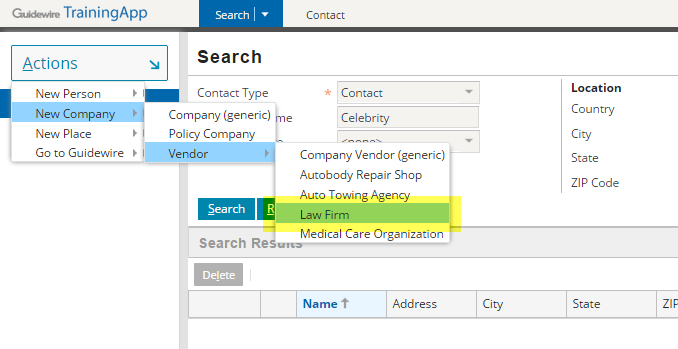 Guidewire TrainingApp
Search
Contact
Actions
New Person
New Company
New Place
Go to Guidewire
Company (generic)
Policy Company
Vendor
Company Vendor (generic)
Autobody Repair Shop
Auto Towing Agency
Law Firm
Medical Care Organization
Search
Contact Type
*
Contact
me
Celebrity
<none>
Search
R
Location
Country
City
State
ZIP Code
Search Results
Delete
Name ↑
Address
City
State
ZIP